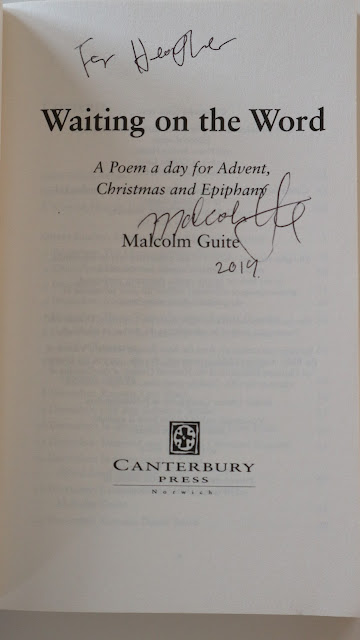 For Heather
Waiting on the Word
A Poem a day for Advent,
Christmas and Epiphany
Malcolm Guite
Malcolm Guite
2019
CANTERBURY
PRESS
Norwich